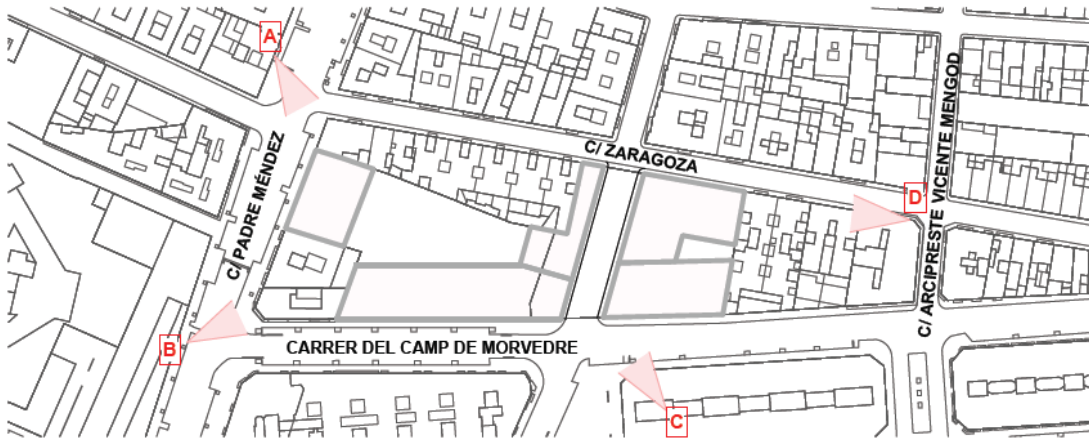 A
C/ ZARAGOZA
C/ PADRE MÉNDEZ
C/ ARCIPRESTE VICENTE MENGOD
D
B
CARRER DEL CAMP DE MORVEDRE
C